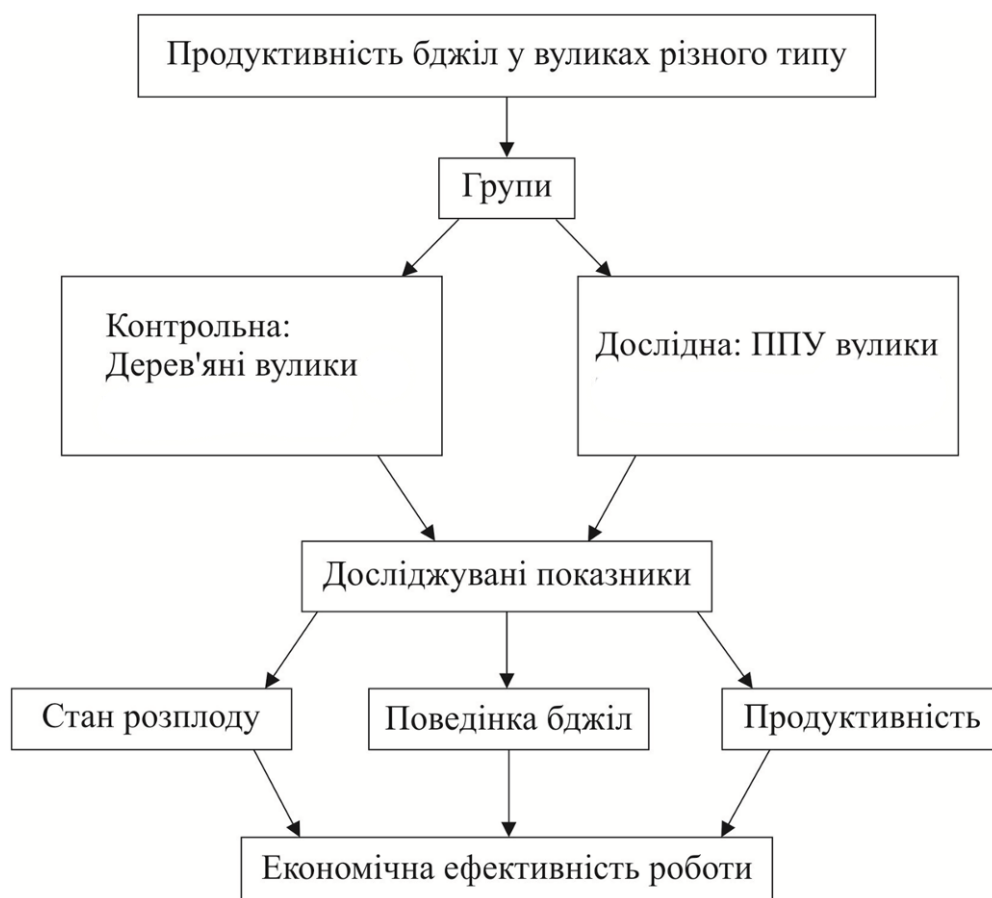 Продуктивність бджіл у вуликах різного типу
Групи
Контрольна:
Дерев'яні вулики
Дослідна: ППУ вулики
Досліджувані показники
Стан розплоду
Поведінка бджіл
Продуктивність
Економічна ефективність роботи